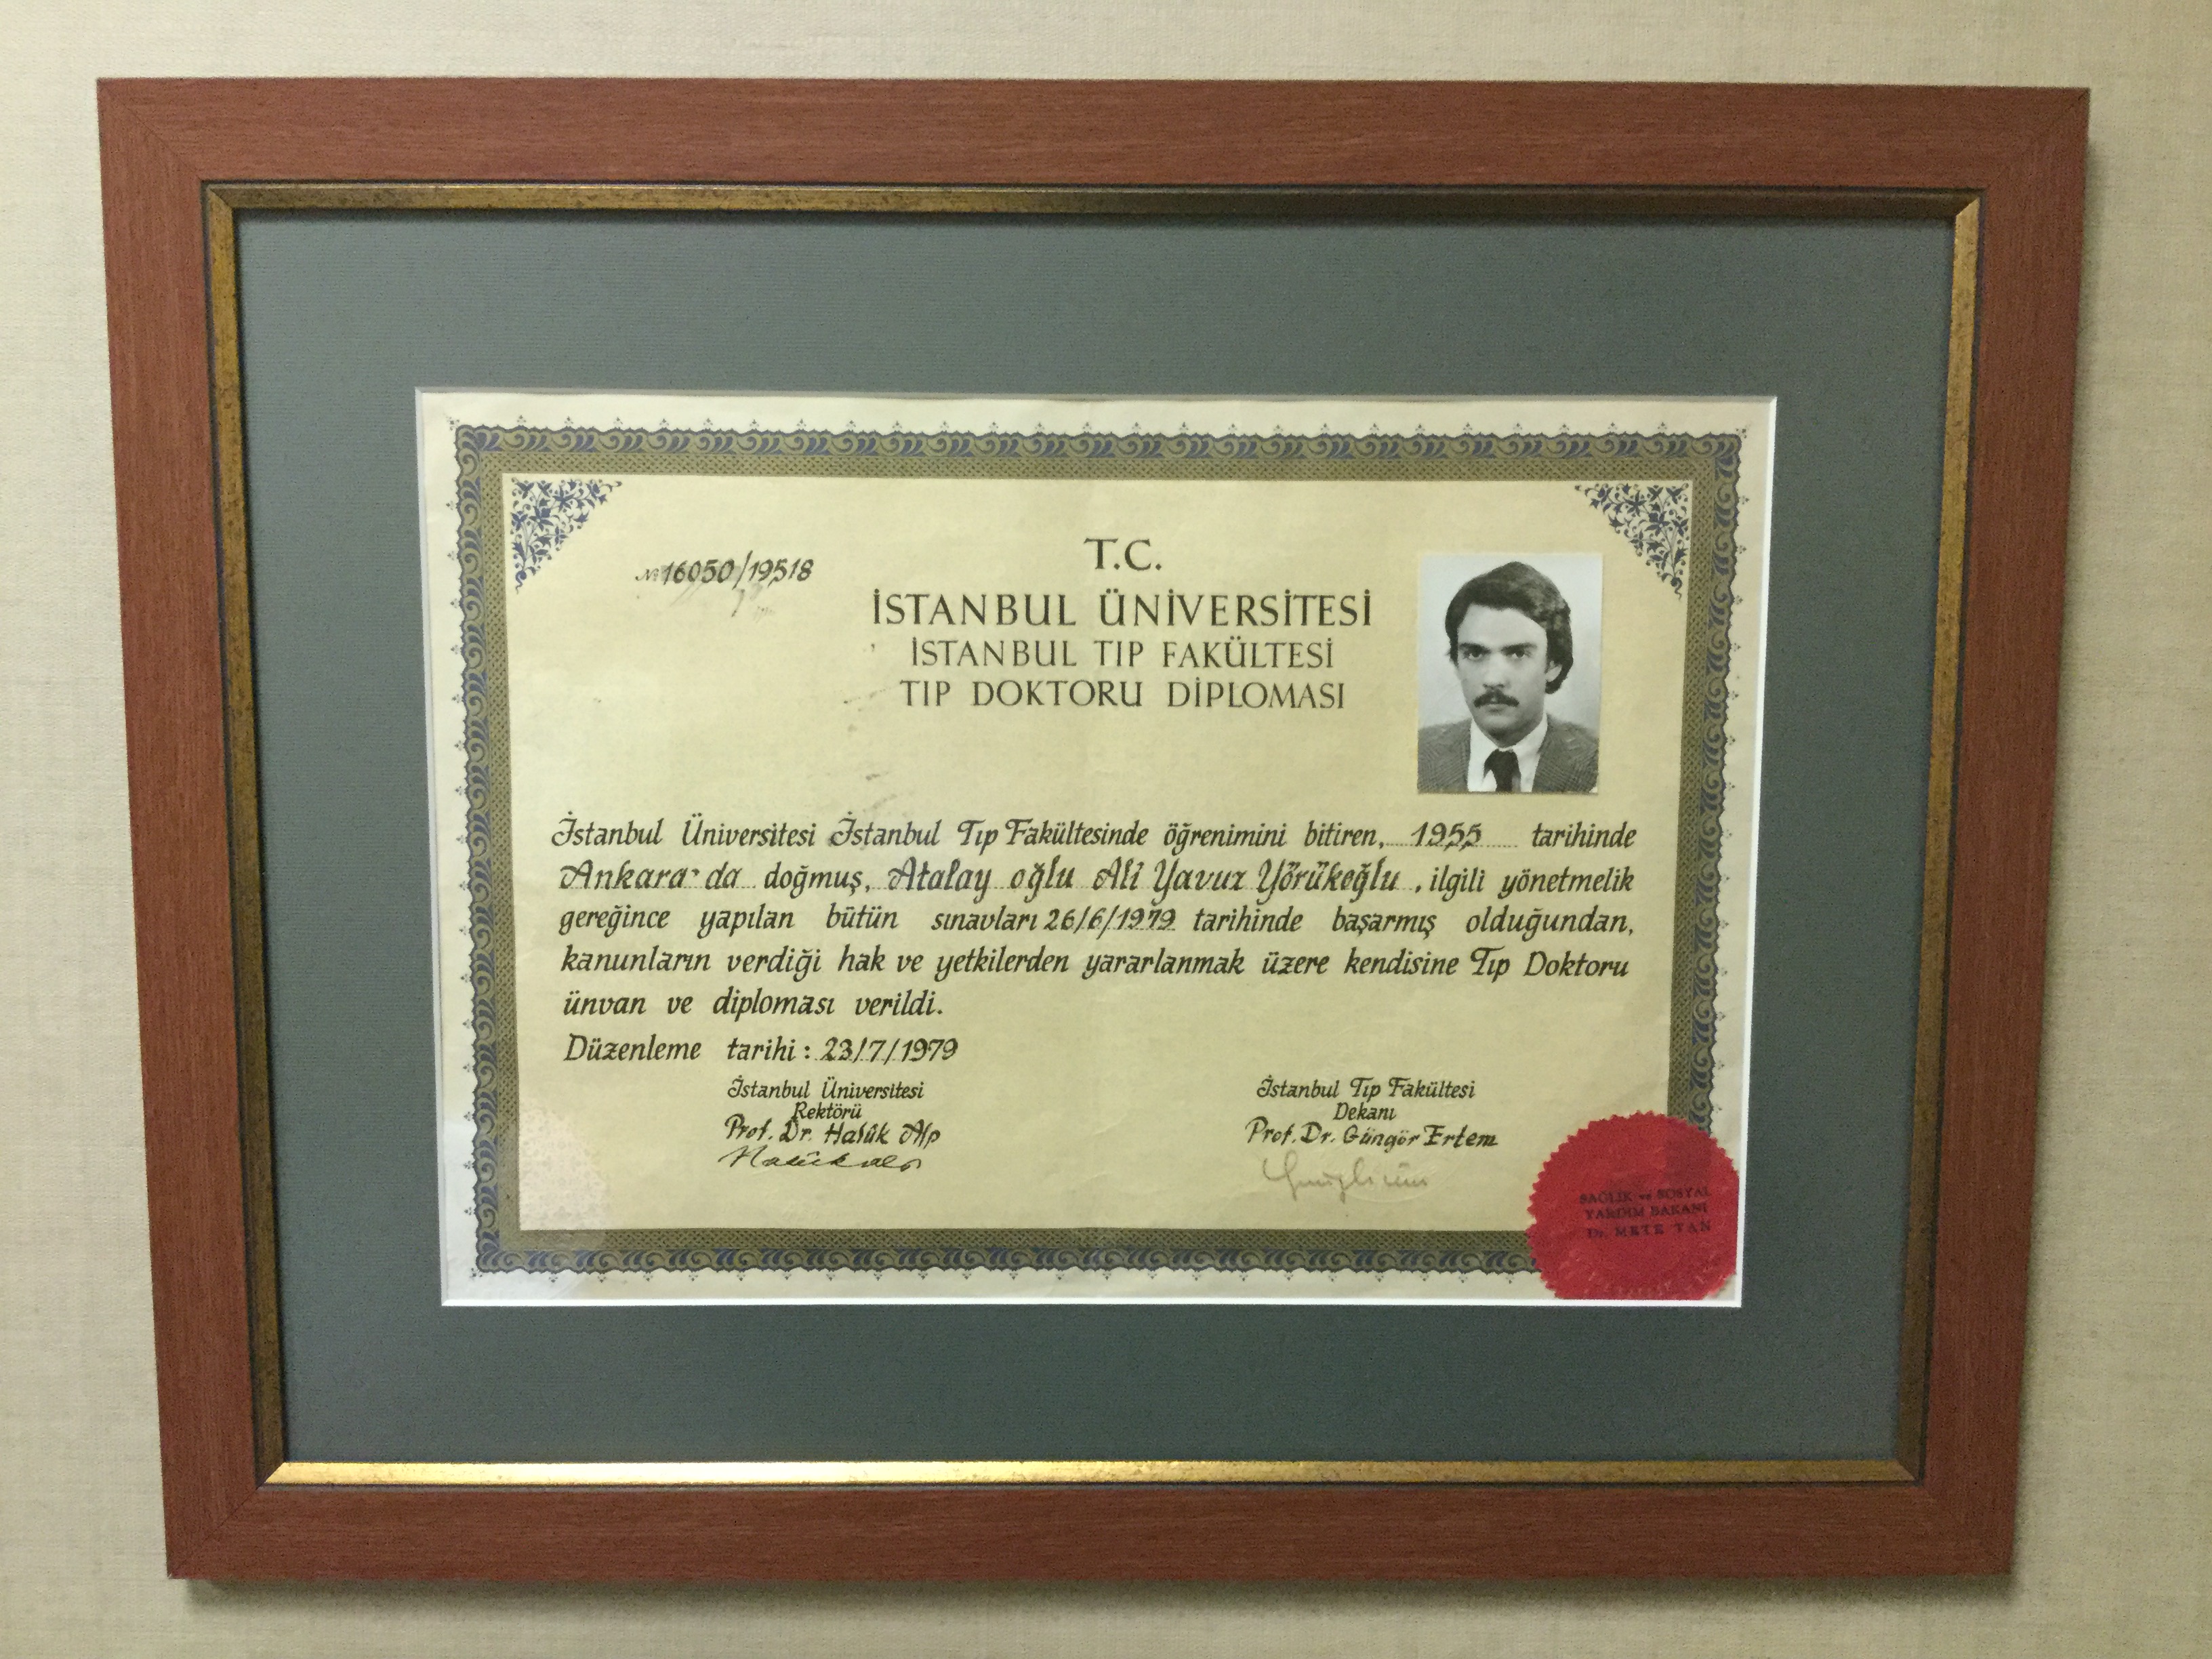 № 16050/19518
T.C.
İSTANBUL ÜNİVERSİTESİ
İSTANBUL TIP FAKÜLTESİ
TIP DOKTORU DİPLOMASI
İstanbul Üniversitesi İstanbul Tıp Fakültesinde öğrenimini bitiren, 1955 tarihinde
Ankara'da doğmuş, Atalay oğlu Ali Yavuz Yörükoğlu, ilgili yönetmelik
gereğince yapılan bütün sınavları 26/6/1979 tarihinde başarmış olduğundan,
kanunların verdiği hak ve yetkilerden yararlanmak üzere kendisine Tıp Doktoru
ünvan ve diploması verildi.
Düzenleme tarihi : 23/7/1979
İstanbul Üniversitesi
Rektörü
Prof. Dr. Halûk Alp
Halûk Alp
İstanbul Tıp Fakültesi
Dekanı
Prof. Dr. Güngör Ertem
SAĞLIK ve SOSYAL
YARDIM BAKANI
Dr. METE TAN